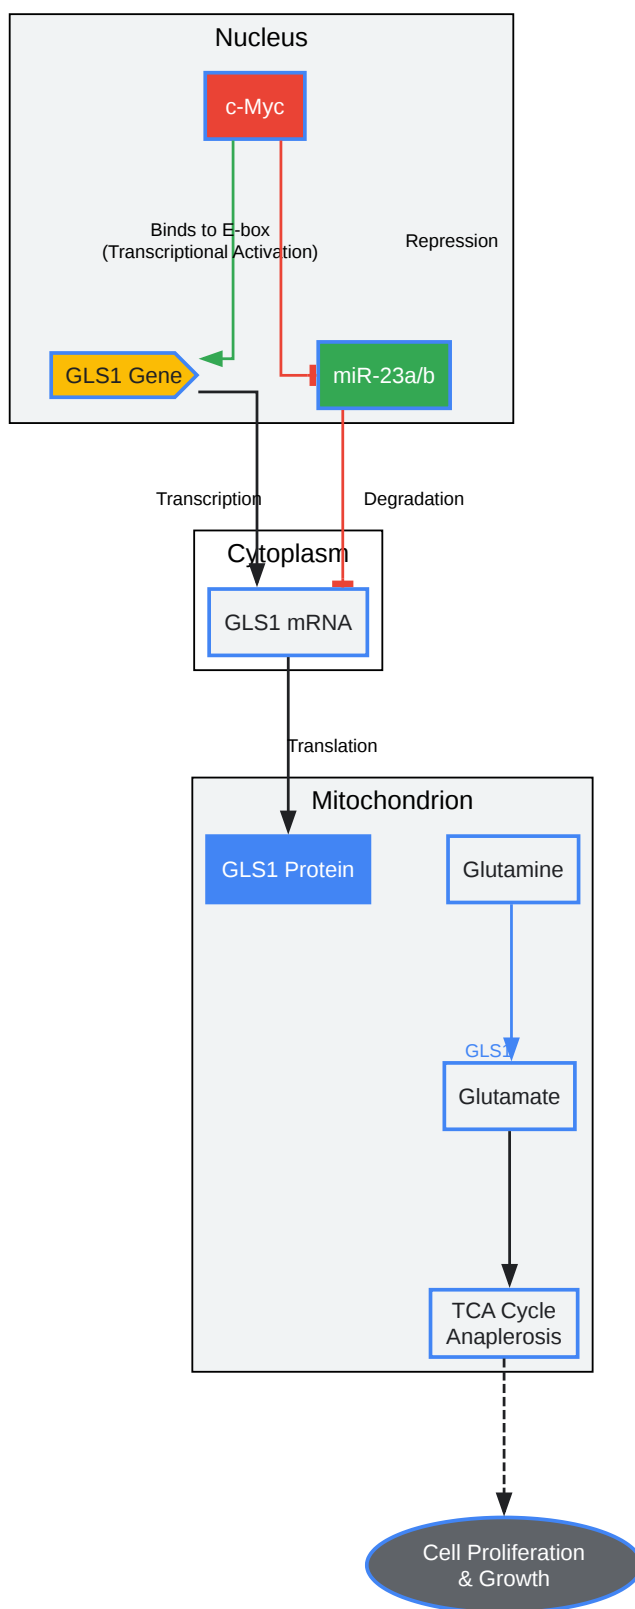 Nucleus
c-Myc
Binds to E-box
(Transcriptional Activation)
Repression
GLS1 Gene
miR-23a/b
Transcription
Degradation
Cytoplasm
GLS1 mRNA
Translation
Mitochondrion
GLS1 Protein
Glutamine
GLS1
Glutamate
TCA Cycle
Anaplerosis
Cell Proliferation
& Growth